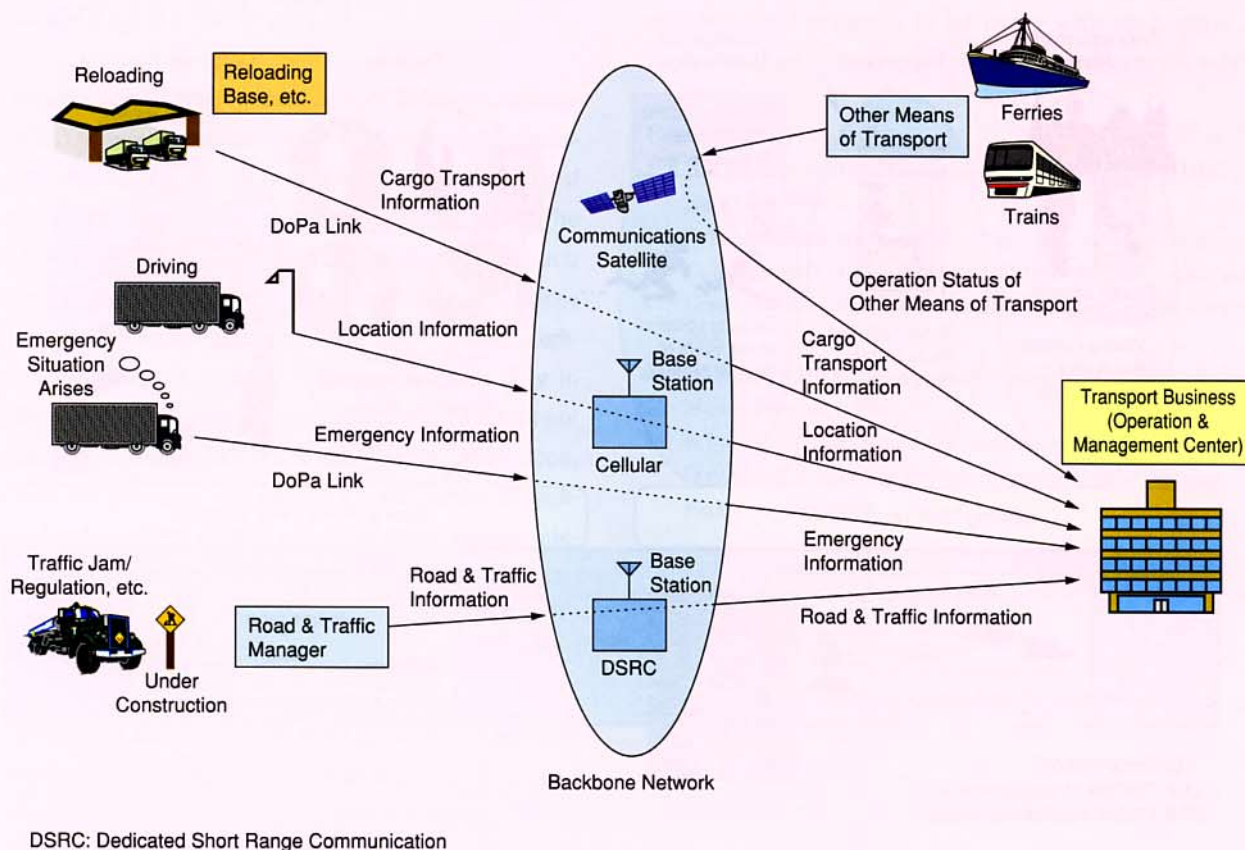 Reloading
Reloading
Base, etc.
Cargo Transport
Information
DoPa Link
Driving
Location Information
Emergency
Situation
Arises
Emergency Information
DoPa Link
Traffic Jam/
Regulation, etc.
Under
Construction
Road & Traffic
Manager
Road & Traffic
Information
Communications
Satellite
Base
Station
Cellular
Base
Station
DSRC
Backbone Network
Other Means
of Transport
Ferries
Trains
Operation Status of
Other Means of Transport
Cargo
Transport
Information
Location
Information
Emergency
Information
Road & Traffic Information
Transport Business
(Operation &
Management Center)
DSRC: Dedicated Short Range Communication